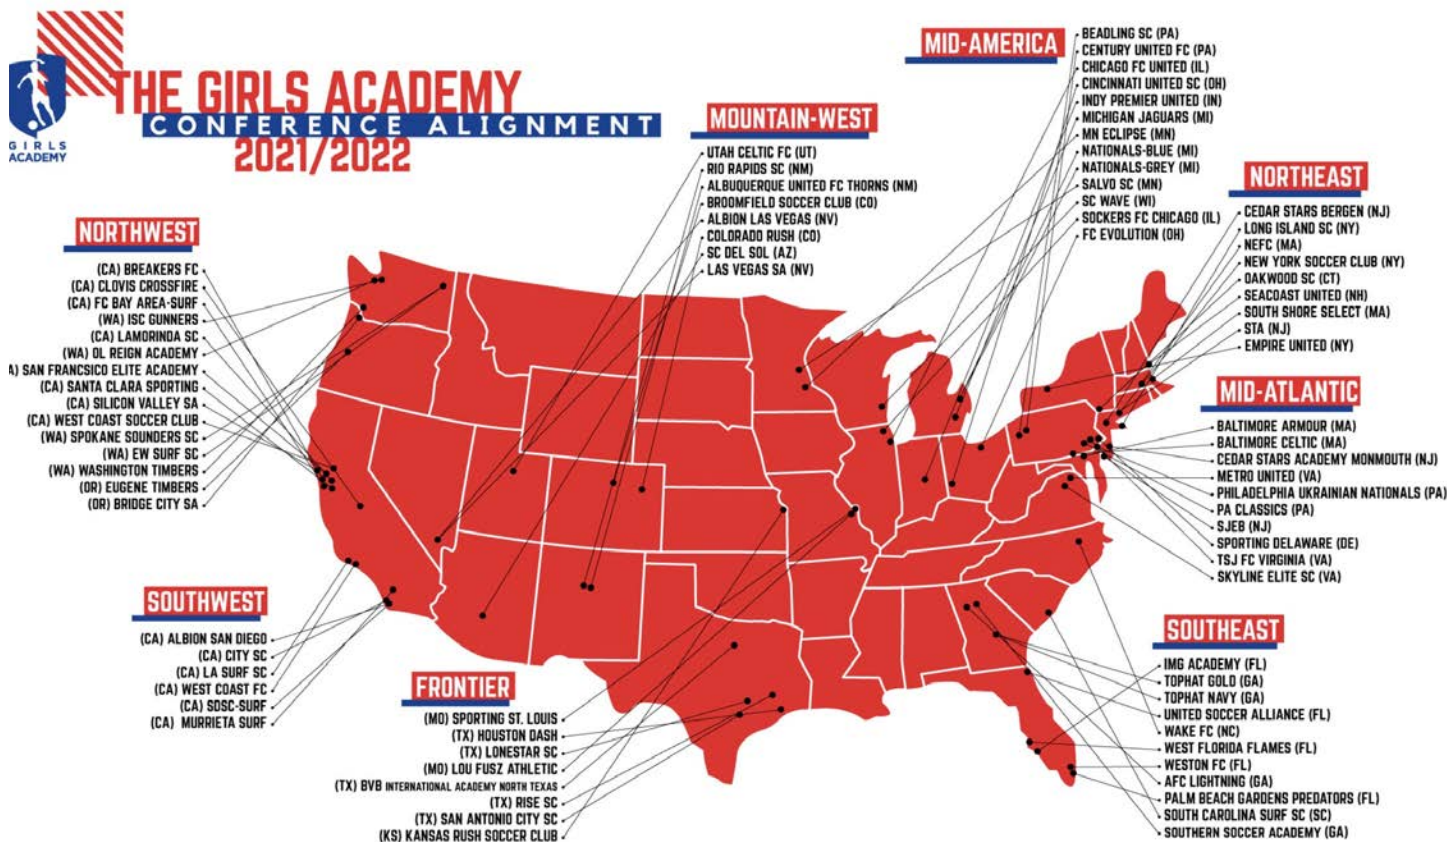 THE GIRLS ACADEMY
CONFERENCE ALIGNMENT
2021/2022
GIRLS
ACADEMY
NORTHWEST
(CA) BREAKERS FC
(CA) CLOVIS CROSSFIRE
(CA) FC BAY AREA-SURF
(WA) ISC GUNNERS
(CA) LAMORINDA SC
(WA) OL REIGN ACADEMY
A) SAN FRANCSICO ELITE ACADEMY
(CA) SANTA CLARA SPORTING
(CA) SILICON VALLEY SA
(CA) WEST COAST SOCCER CLUB
(WA) SPOKANE SOUNDERS SC
(WA) EW SURF SC
(WA) WASHINGTON TIMBERS
(OR) EUGENE TIMBERS
(OR) BRIDGE CITY SA
SOUTHWEST
(CA) ALBION SAN DIEGO
(CA) CITY SC
(CA) LA SURF SC
(CA) WEST COAST FC
(CA) SDSC-SURF
(CA) MURRIETA SURF
MOUNTAIN-WEST
UTAH CELTIC FC (UT)
RIO RAPIDS SC (NM)
ALBUQUERQUE UNITED FC THORNS (NM)
BROOMFIELD SOCCER CLUB (CO)
ALBION LAS VEGAS (NV)
COLORADO RUSH (CO)
SC DEL SOL (AZ)
LAS VEGAS SA (NV)
FRONTIER
(MO) SPORTING ST. LOUIS
(TX) HOUSTON DASH
(TX) LONESTAR SC
(MO) LOU FUSZ ATHLETIC
(TX) BVB INTERNATIONAL ACADEMY NORTH TEXAS
(TX) RISE SC
(TX) SAN ANTONIO CITY SC
(KS) KANSAS RUSH SOCCER CLUB
MID-AMERICA
BEADLING SC (PA)
CENTURY UNITED FC (PA)
CHICAGO FC UNITED (IL)
CINCINNATI UNITED SC (OH)
INDY PREMIER UNITED (IN)
MICHIGAN JAGUARS (MI)
MN ECLIPSE (MN)
NATIONALS-BLUE (MI)
NATIONALS-GREY (MI)
SALVO SC (MN)
SC WAVE (WI)
SOCKERS FC CHICAGO (IL)
FC EVOLUTION (OH)
NORTHEAST
CEDAR STARS BERGEN (NJ)
LONG ISLAND SC (NY)
NEFC (MA)
NEW YORK SOCCER CLUB (NY)
OAKWOOD SC (CT)
SEACOAST UNITED (NH)
SOUTH SHORE SELECT (MA)
STA (NJ)
EMPIRE UNITED (NY)
MID-ATLANTIC
BALTIMORE ARMOUR (MA)
BALTIMORE CELTIC (MA)
CEDAR STARS ACADEMY MONMOUTH (NJ)
METRO UNITED (VA)
PHILADELPHIA UKRAINIAN NATIONALS (PA)
PA CLASSICS (PA)
SJEB (NJ)
SPORTING DELAWARE (DE)
TSJ FC VIRGINIA (VA)
SKYLINE ELITE SC (VA)
SOUTHEAST
IMG ACADEMY (FL)
TOPHAT GOLD (GA)
TOPHAT NAVY (GA)
UNITED SOCCER ALLIANCE (FL)
WAKE FC (NC)
WEST FLORIDA FLAMES (FL)
WESTON FC (FL)
AFC LIGHTNING (GA)
PALM BEACH GARDENS PREDATORS (FL)
SOUTH CAROLINA SURF SC (SC)
SOUTHERN SOCCER ACADEMY (GA)